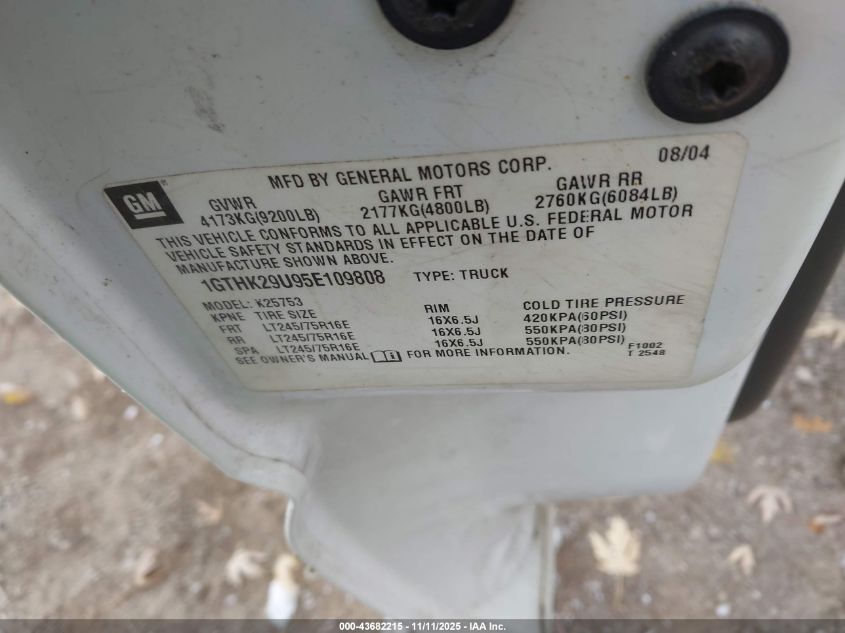 MFD BY GENERAL MOTORS CORP. 08/04
GM
GVWR GAWR FRT GAWR RR
4173KG(9200LB) 2177KG(4800LB) 2760KG(6084LB)
THIS VEHICLE CONFORMS TO ALL APPLICABLE U.S. FEDERAL MOTOR
VEHICLE SAFETY STANDARDS IN EFFECT ON THE DATE OF
MANUFACTURE SHOWN ABOVE.
1GTHK29U95E109808 TYPE: TRUCK
MODEL: K25753
KPNE TIRE SIZE RIM COLD TIRE PRESSURE
FRT LT245/75R16E 16X6.5J 420KPA(60PSI)
RR LT245/75R16E 16X6.5J 550KPA(80PSI)
SPA LT245/75R16E 16X6.5J 550KPA(80PSI)
SEE OWNER'S MANUAL FOR MORE INFORMATION.
F1002
T 2548
000-43682215 - 11/11/2025 - IAA Inc.